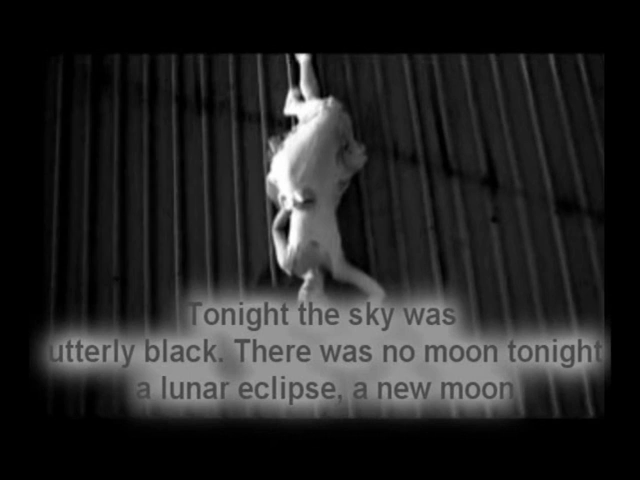 Tonight the sky was
utterly black. There was no moon tonight
a lunar eclipse, a new moon